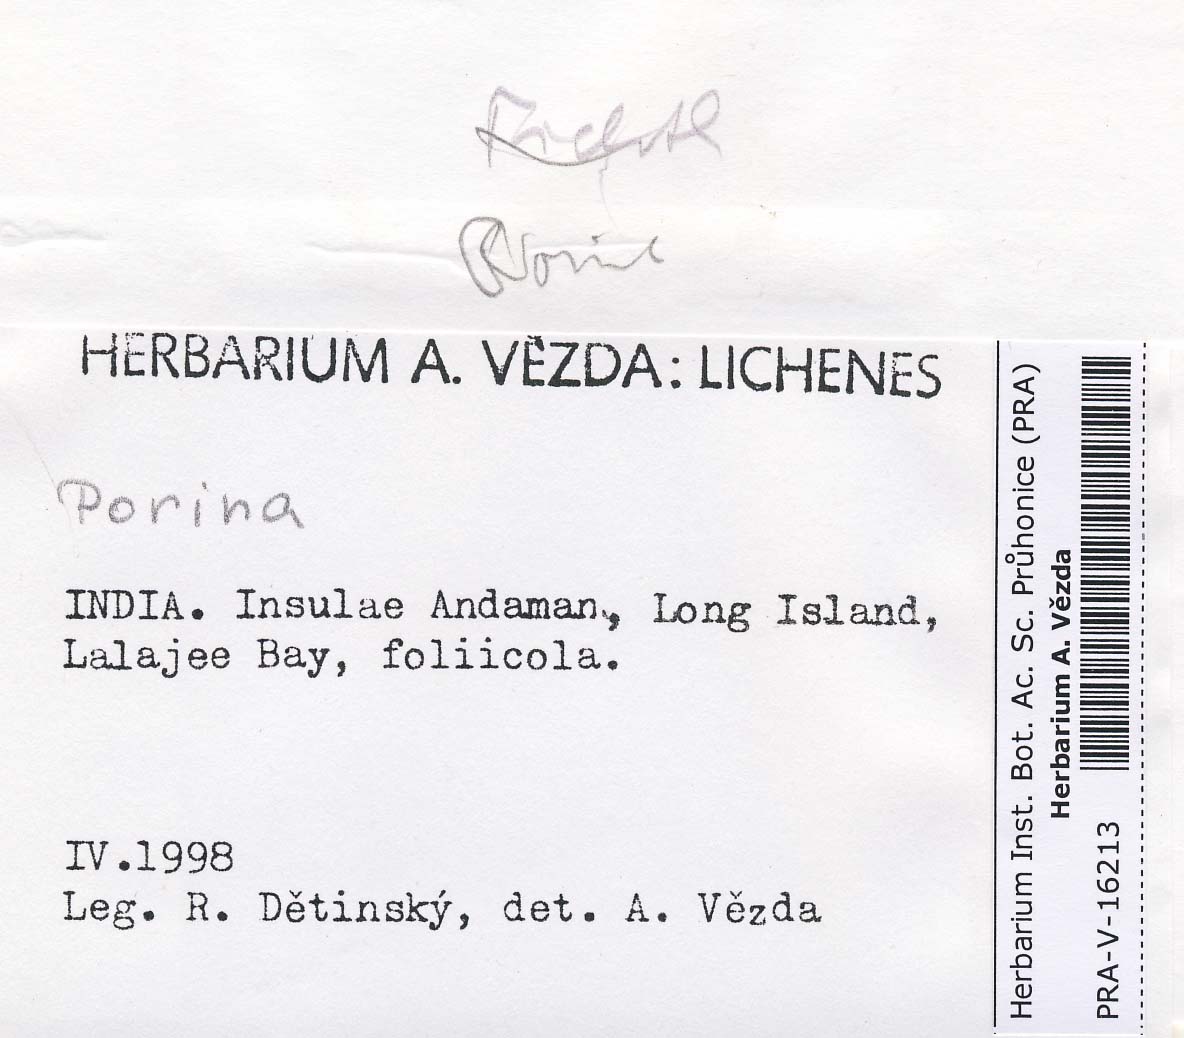 HERBARIUM A. VĚZDA: LICHENES
Porina
INDIA. Insulae Andaman, Long Island,
Lalajee Bay, foliicola.
IV.1998
Leg. R. Dětinský, det. A. Vězda
Herbarium Inst. Bot. Ac. Sc. Průhonice (PRA)
Herbarium A. Vězda
PRA-V-16213